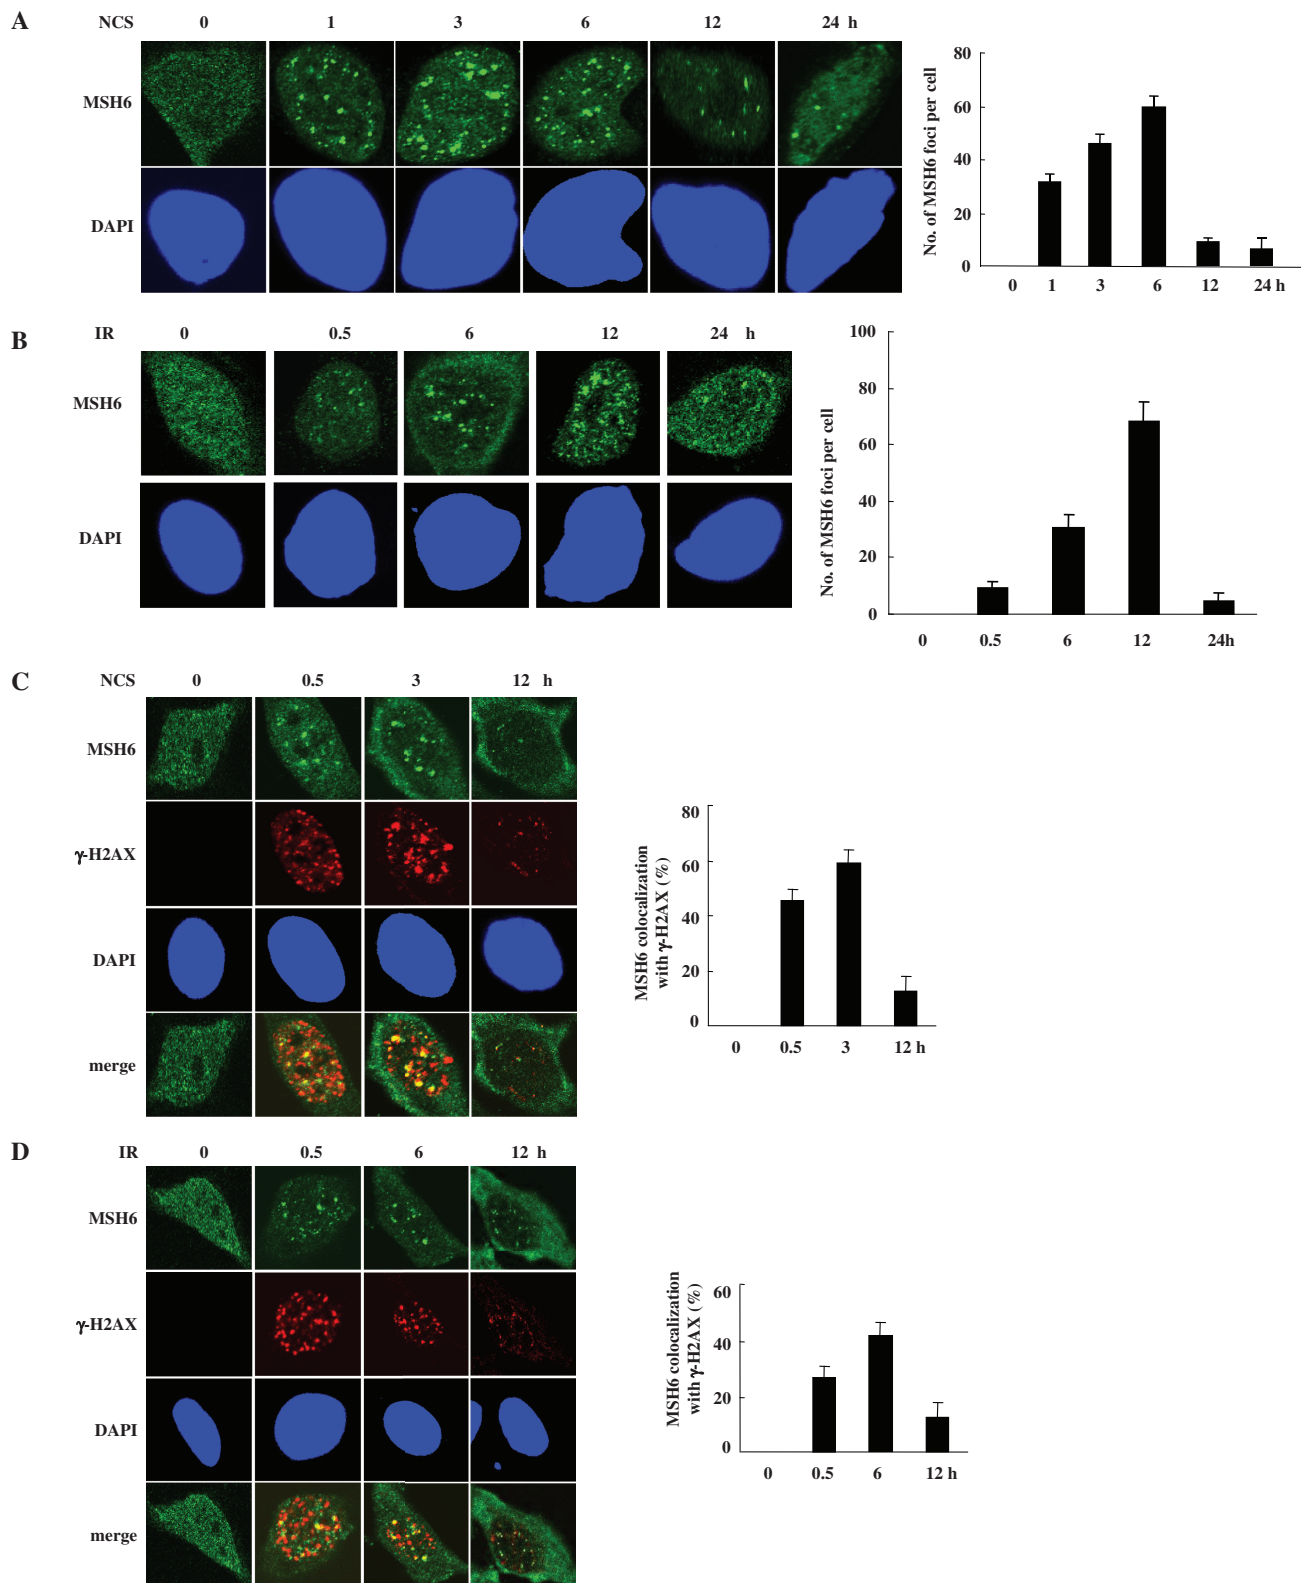 A
NCS 0 1 3 6 12 24 h
MSH6
DAPI
No. of MSH6 foci per cell
80
60
40
20
0
0 1 3 6 12 24 h
B
IR 0 0.5 6 12 24 h
MSH6
DAPI
No. of MSH6 foci per cell
100
80
60
40
20
0
0 0.5 6 12 24h
C
NCS 0 0.5 3 12 h
MSH6
γ-H2AX
DAPI
merge
MSH6 colocalization
with γ-H2AX (%)
80
60
40
20
0
0 0.5 3 12 h
D
IR 0 0.5 6 12 h
MSH6
γ-H2AX
DAPI
merge
MSH6 colocalization
with γ-H2AX (%)
60
40
20
0
0 0.5 6 12 h